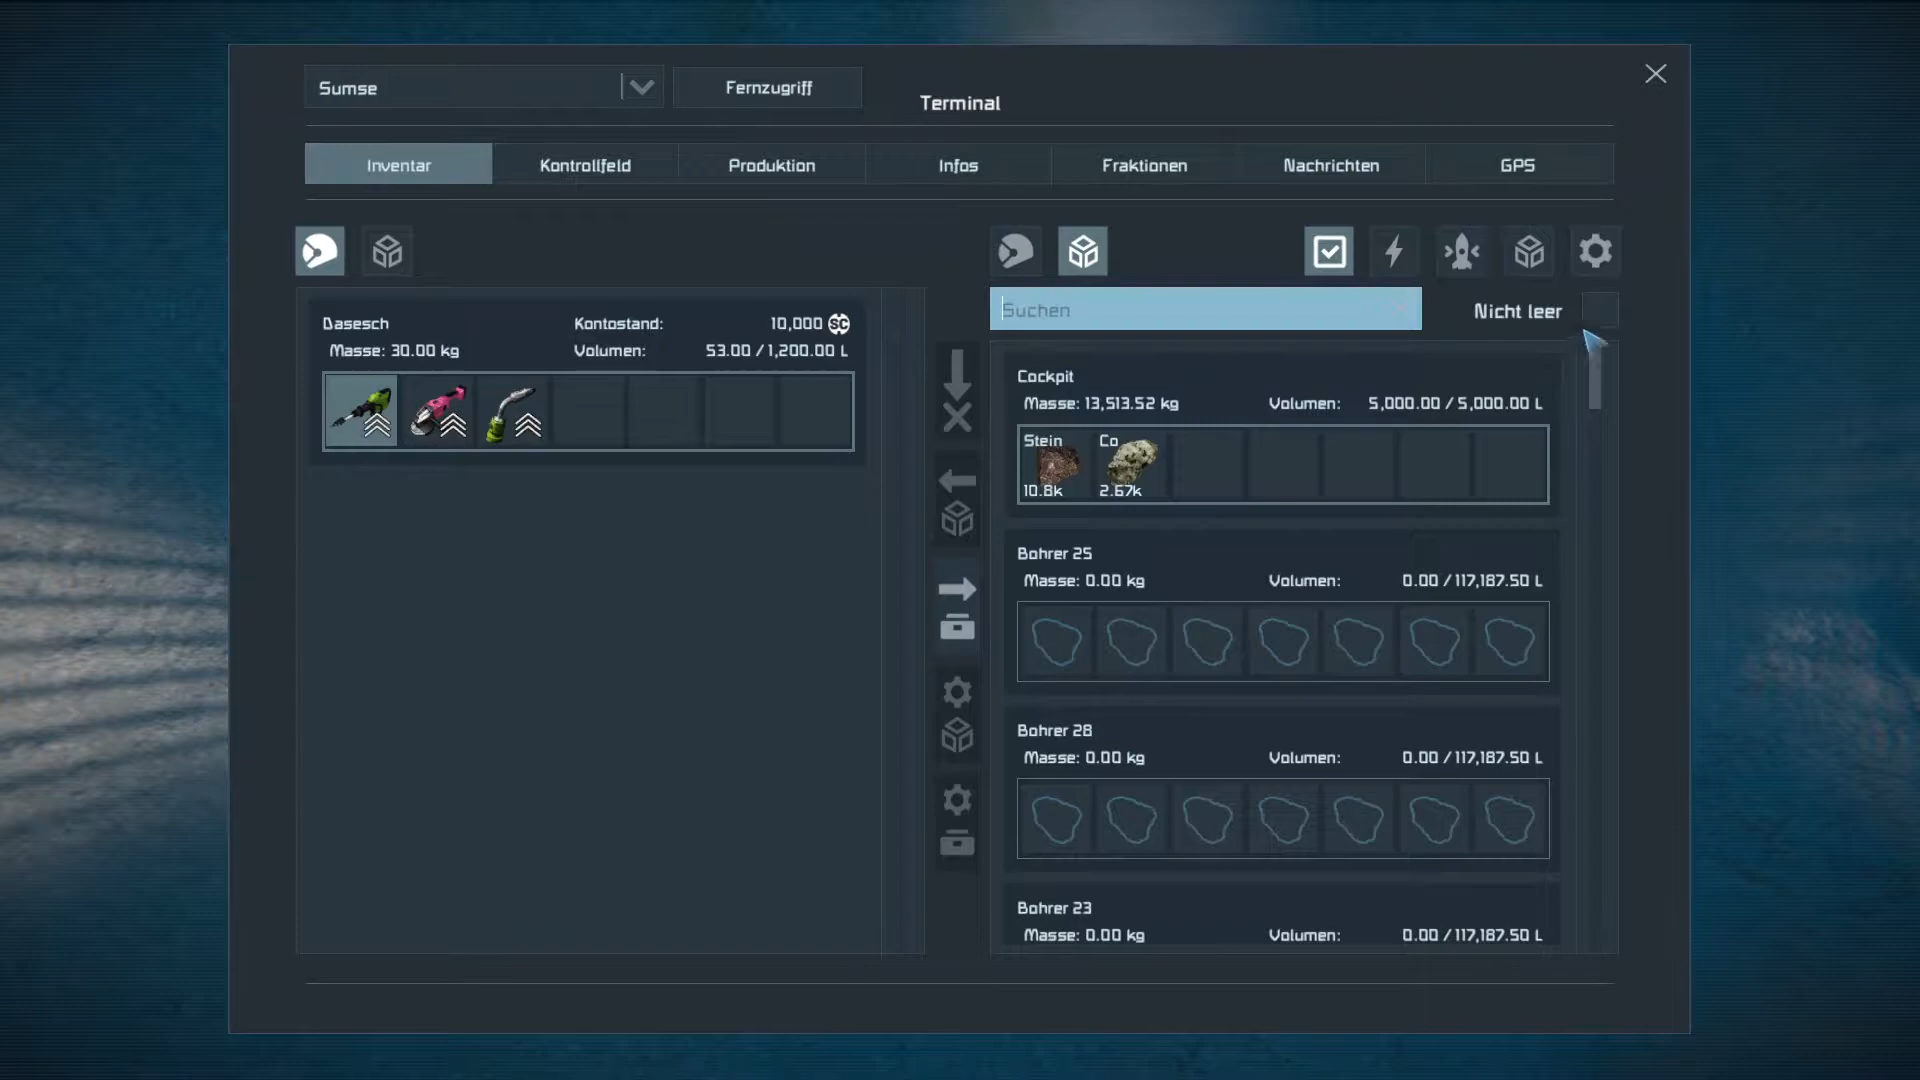 Sumse
Fernzugriff
Terminal
Inventar
Kontrollfeld
Produktion
Infos
Fraktionen
Nachrichten
GPS
Dasesch
Kontostand: 10,000 SC
Masse: 30.00 kg
Volumen: 53.00 / 1,200.00 L
Suchen
Nicht leer
Cockpit
Masse: 13,513.52 kg
Volumen: 5,000.00 / 5,000.00 L
Stein
Co
10.8k
2.67k
Bohrer 25
Masse: 0.00 kg
Volumen: 0.00 / 117,187.50 L
Bohrer 28
Masse: 0.00 kg
Volumen: 0.00 / 117,187.50 L
Bohrer 23
Masse: 0.00 kg
Volumen: 0.00 / 117,187.50 L